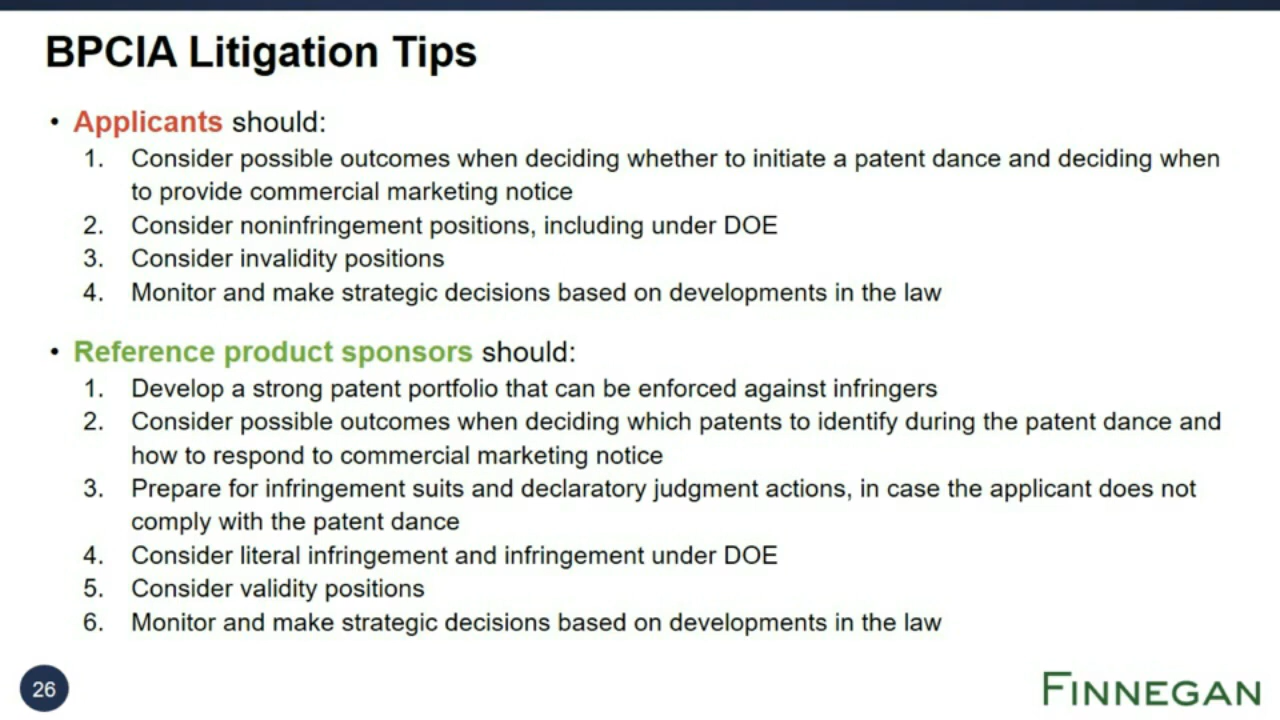 BPCIA Litigation Tips
• Applicants should:
1. Consider possible outcomes when deciding whether to initiate a patent dance and deciding when
to provide commercial marketing notice
2. Consider noninfringement positions, including under DOE
3. Consider invalidity positions
4. Monitor and make strategic decisions based on developments in the law
• Reference product sponsors should:
1. Develop a strong patent portfolio that can be enforced against infringers
2. Consider possible outcomes when deciding which patents to identify during the patent dance and
how to respond to commercial marketing notice
3. Prepare for infringement suits and declaratory judgment actions, in case the applicant does not
comply with the patent dance
4. Consider literal infringement and infringement under DOE
5. Consider validity positions
6. Monitor and make strategic decisions based on developments in the law
26
FINNEGAN